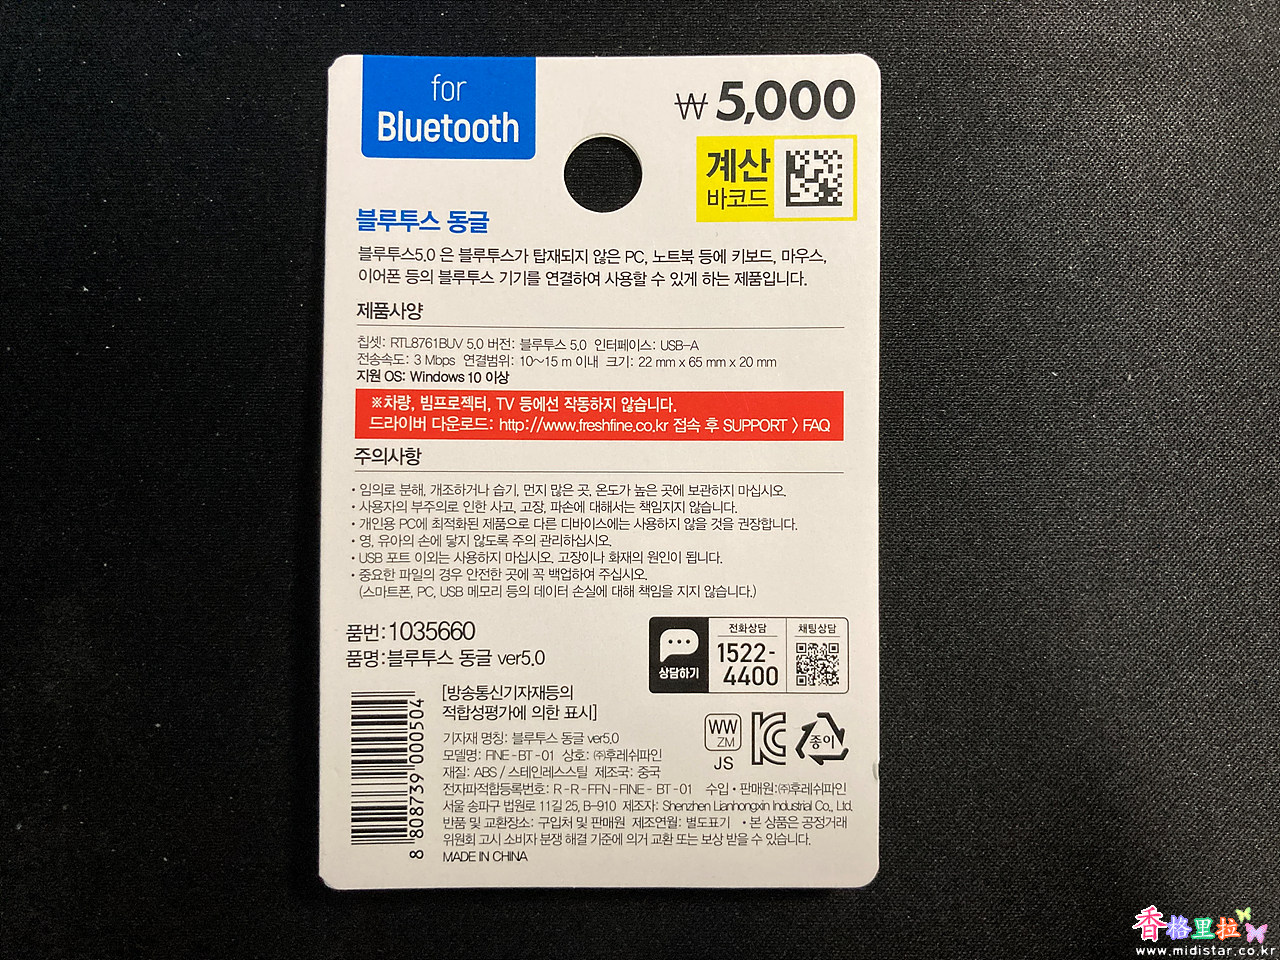 for
Bluetooth
₩5,000
계산
바코드
블루투스 동글
블루투스5.0 은 블루투스가 탑재되지 않은 PC, 노트북 등에 키보드, 마우스,
이어폰 등의 블루투스 기기를 연결하여 사용할 수 있게 하는 제품입니다.
제품사양
칩셋: RTL8761BUV 5.0 버전: 블루투스 5.0 인터페이스: USB-A
전송속도: 3 Mbps 연결범위: 10~15 m 이내 크기: 22 mm x 65 mm x 20 mm
지원 OS: Windows 10 이상
※차량, 빔프로젝터, TV 등에선 작동하지 않습니다.
드라이버 다운로드: http://www.freshfine.co.kr 접속 후 SUPPORT > FAQ
주의사항
• 임의로 분해, 개조하거나 습기, 먼지 많은 곳, 온도가 높은 곳에 보관하지 마십시오.
• 사용자의 부주의로 인한 사고, 고장, 파손에 대해서는 책임지지 않습니다.
• 개인용 PC에 최적화된 제품으로 다른 디바이스에는 사용하지 않을 것을 권장합니다.
• 영, 유아의 손에 닿지 않도록 주의 관리하십시오.
• USB 포트 이외는 사용하지 마십시오. 고장이나 화재의 원인이 됩니다.
• 중요한 파일의 경우 안전한 곳에 꼭 백업하여 주십시오.
(스마트폰, PC, USB 메모리 등의 데이터 손실에 대해 책임을 지지 않습니다.)
품번:1035660
품명:블루투스 동글 ver5.0
상담하기
전화상담
1522-
4400
채팅상담
[방송통신기자재등의
적합성평가에 의한 표시]
기자재 명칭: 블루투스 동글 ver5.0
모델명: FINE-BT-01 상호: ㈜후레쉬파인
재질: ABS / 스테인레스스틸 제조국: 중국
전자파적합등록번호: R-R-FFN-FINE-BT-01 수입•판매원:㈜후레쉬파인
서울 송파구 법원로 11길 25, B-910 제조자: Shenzhen Lianhongxin Industrial Co., Ltd.
반품 및 교환장소: 구입처 및 판매원 제조연월: 별도표기 •본 상품은 공정거래
위원회 고시 소비자 분쟁 해결 기준에 의거 교환 또는 보상 받을 수 있습니다.
MADE IN CHINA
WW
ZM
JS
종이
8 808739 000504
香格里拉
www.midistar.co.kr